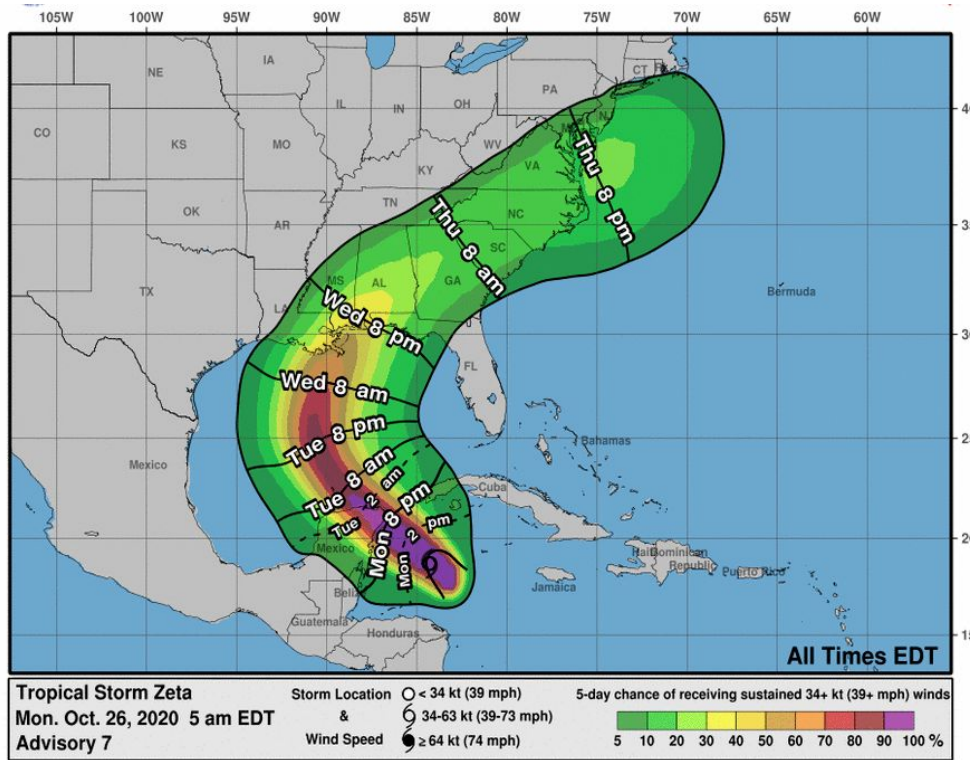 105W 100W 95W 90W 85W 80W 75W 70W 65W 60W
IA
NE
CT
PA
IL
IN
OH
NJ
CO
WV
KS
MO
VA
KY
Thu 8 pm
TN
OK
NC
AR
Thu 8 am
SC
MS
AL
GA
TX
LA
Bermuda
Wed 8 pm
FL
Wed 8 am
Tue 8 pm
Bahamas
Mexico
Tue 8 am
2 am
Tue
Cuba
Mon 8 pm
2 pm
Mon
Mexico
Haiti
Dominican
Republic
Puerto Rico
Jamaica
Guatemala
Honduras
All Times EDT
Tropical Storm Zeta
Mon. Oct. 26, 2020 5 am EDT
Advisory 7
Storm Location
&
Wind Speed
< 34 kt (39 mph)
34-63 kt (39-73 mph)
≥ 64 kt (74 mph)
5-day chance of receiving sustained 34+ kt (39+ mph) winds
5 10 20 30 40 50 60 70 80 90 100 %